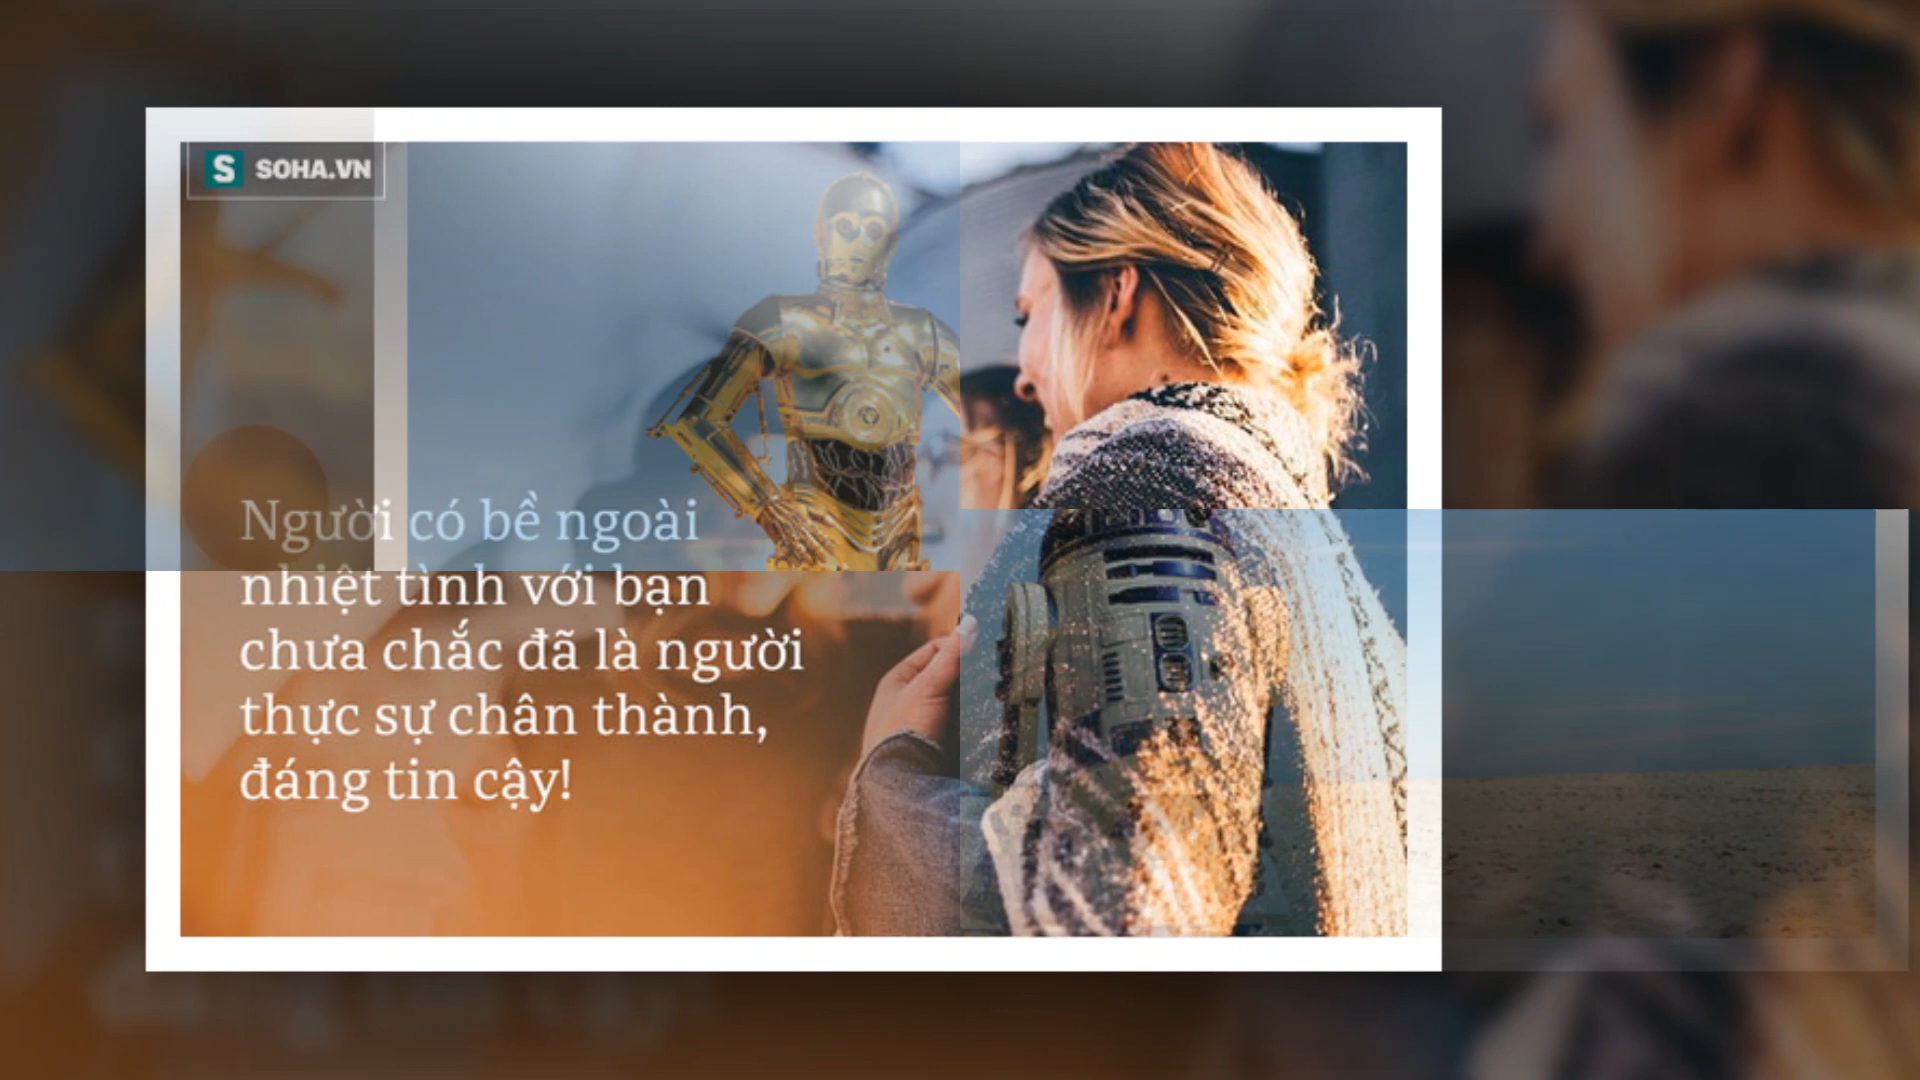 SOHA.VN
Người có bề ngoài
nhiệt tình với bạn
chưa chắc đã là người
thực sự chân thành,
đáng tin cậy!